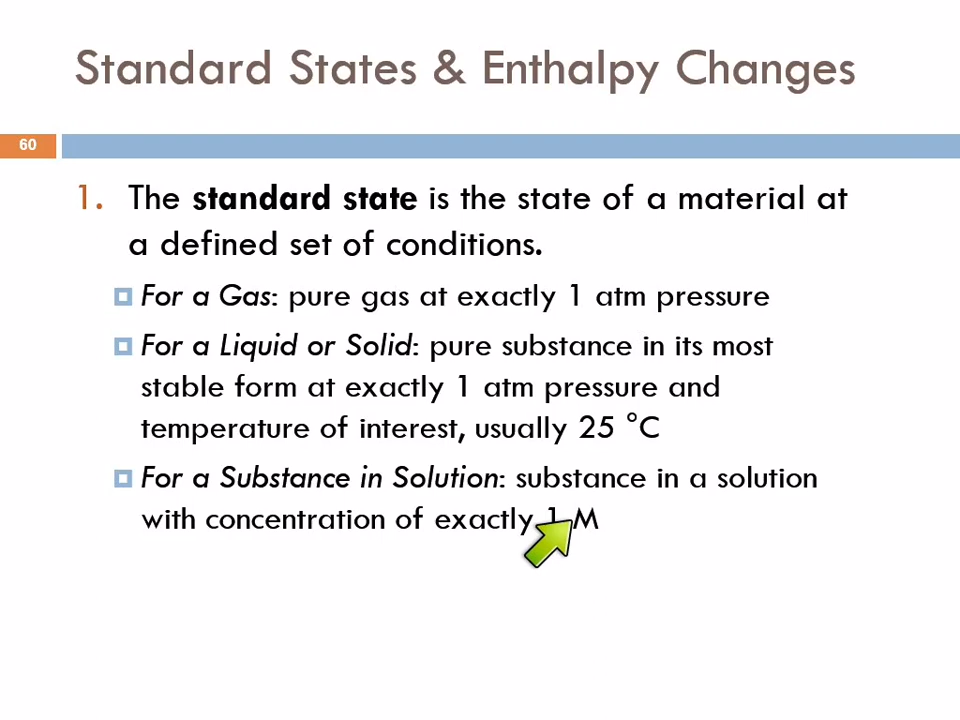 Standard States & Enthalpy Changes
60
1. The standard state is the state of a material at
a defined set of conditions.
For a Gas: pure gas at exactly 1 atm pressure
For a Liquid or Solid: pure substance in its most
stable form at exactly 1 atm pressure and
temperature of interest, usually 25 °C
For a Substance in Solution: substance in a solution
with concentration of exactly 1 M